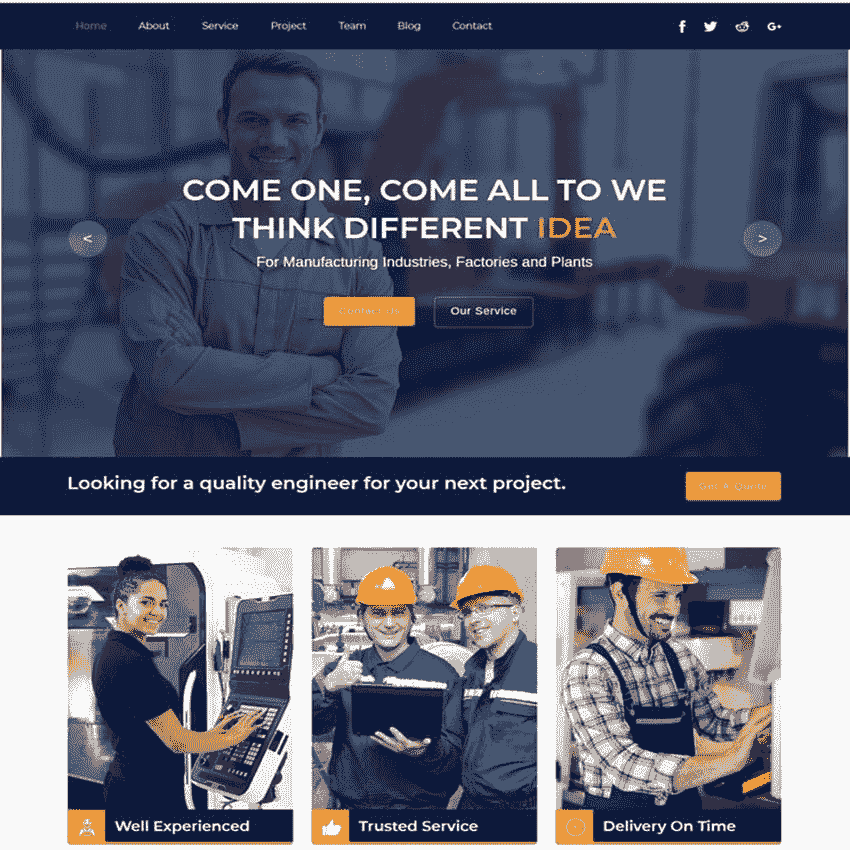 Home About Service Project Team Blog Contact
COME ONE, COME ALL TO WE
THINK DIFFERENT IDEA
<
>
For Manufacturing Industries, Factories and Plants
Contact Us
Our Service
Looking for a quality engineer for your next project.
Get A Quote
Well Experienced
Trusted Service
Delivery On Time